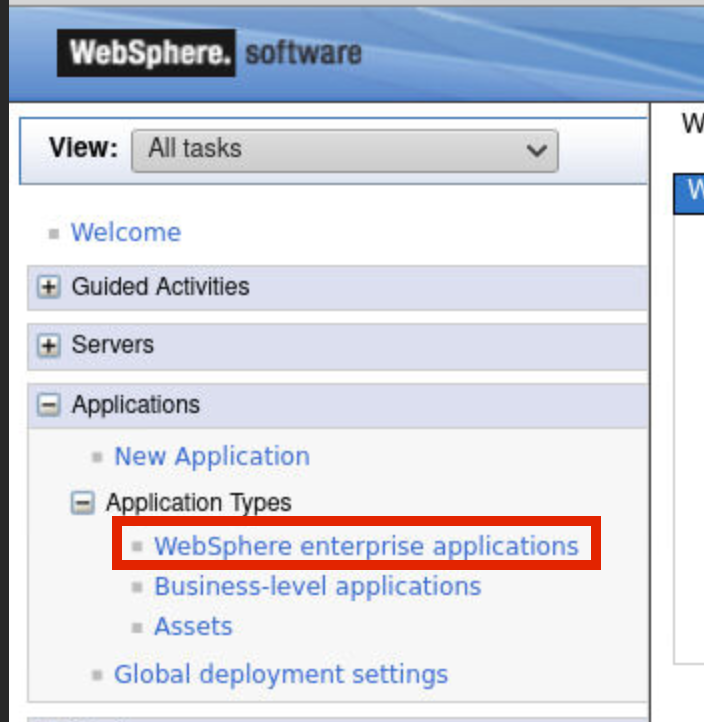 WebSphere. software
View: All tasks
Welcome
Guided Activities
Servers
Applications
New Application
Application Types
WebSphere enterprise applications
Business-level applications
Assets
Global deployment settings